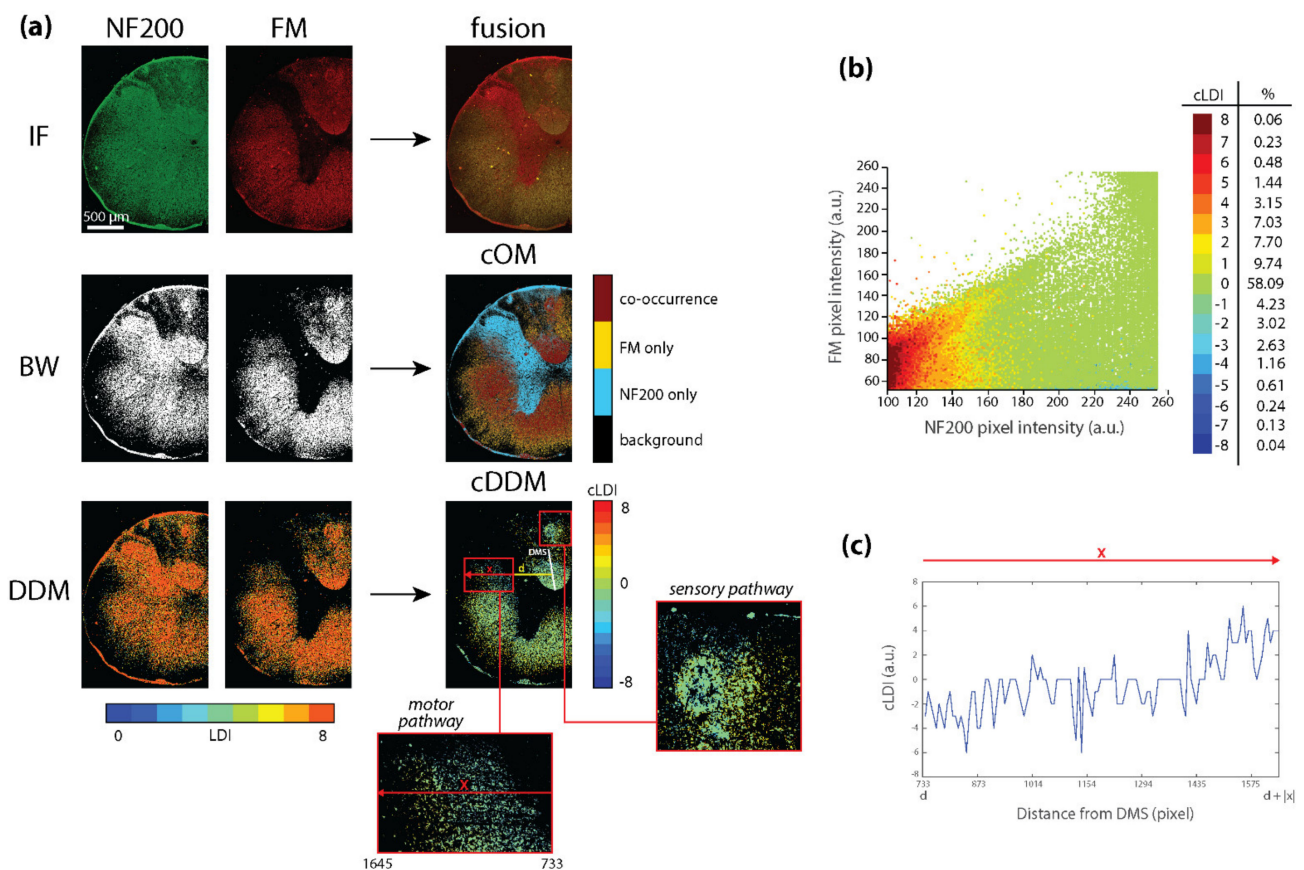 (a)
NF200
FM
fusion
IF
500 µm
BW
cOM
co-occurrence
FM only
NF200 only
background
DDM
cDDM
cLDI
8
0
-8
DMS
d
x
0
LDI
8
motor
pathway
X
1645
733
sensory pathway
(b)
FM pixel intensity (a.u.)
260
240
220
200
180
160
140
120
100
80
60
100 120 140 160 180 200 220 240 260
NF200 pixel intensity (a.u.)
cLDI %
8 0.06
7 0.23
6 0.48
5 1.44
4 3.15
3 7.03
2 7.70
1 9.74
0 58.09
-1 4.23
-2 3.02
-3 2.63
-4 1.16
-5 0.61
-6 0.24
-7 0.13
-8 0.04
(c)
X
cLDI (a.u.)
8
6
4
2
0
-2
-4
-6
-8
733 873 1014 1154 1294 1435 1575
d d + |x|
Distance from DMS (pixel)